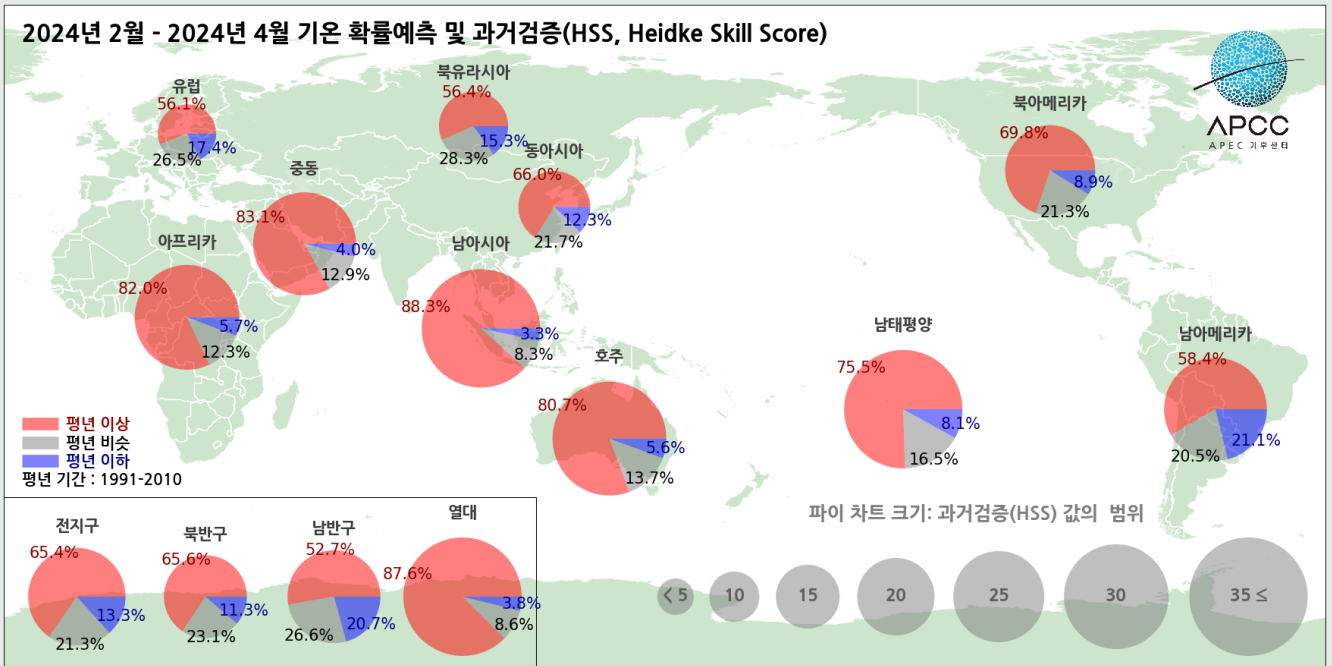 2024년 2월 - 2024년 4월 기온 확률예측 및 과거검증(HSS, Heidke Skill Score)
APCC
APEC 기후센터
유럽
56.1%
17.4%
26.5%
북유라시아
56.4%
15.3%
28.3%
동아시아
66.0%
12.3%
21.7%
북아메리카
69.8%
8.9%
21.3%
중동
83.1%
4.0%
12.9%
아프리카
82.0%
5.7%
12.3%
남아시아
88.3%
3.3%
8.3%
호주
80.7%
5.6%
13.7%
남태평양
75.5%
8.1%
16.5%
남아메리카
58.4%
21.1%
20.5%
평년 이상
평년 비슷
평년 이하
평년 기간 : 1991-2010
전지구
65.4%
13.3%
21.3%
북반구
65.6%
11.3%
23.1%
남반구
52.7%
20.7%
26.6%
열대
87.6%
3.8%
8.6%
파이 차트 크기: 과거검증(HSS) 값의 범위
< 5
10
15
20
25
30
35 ≤